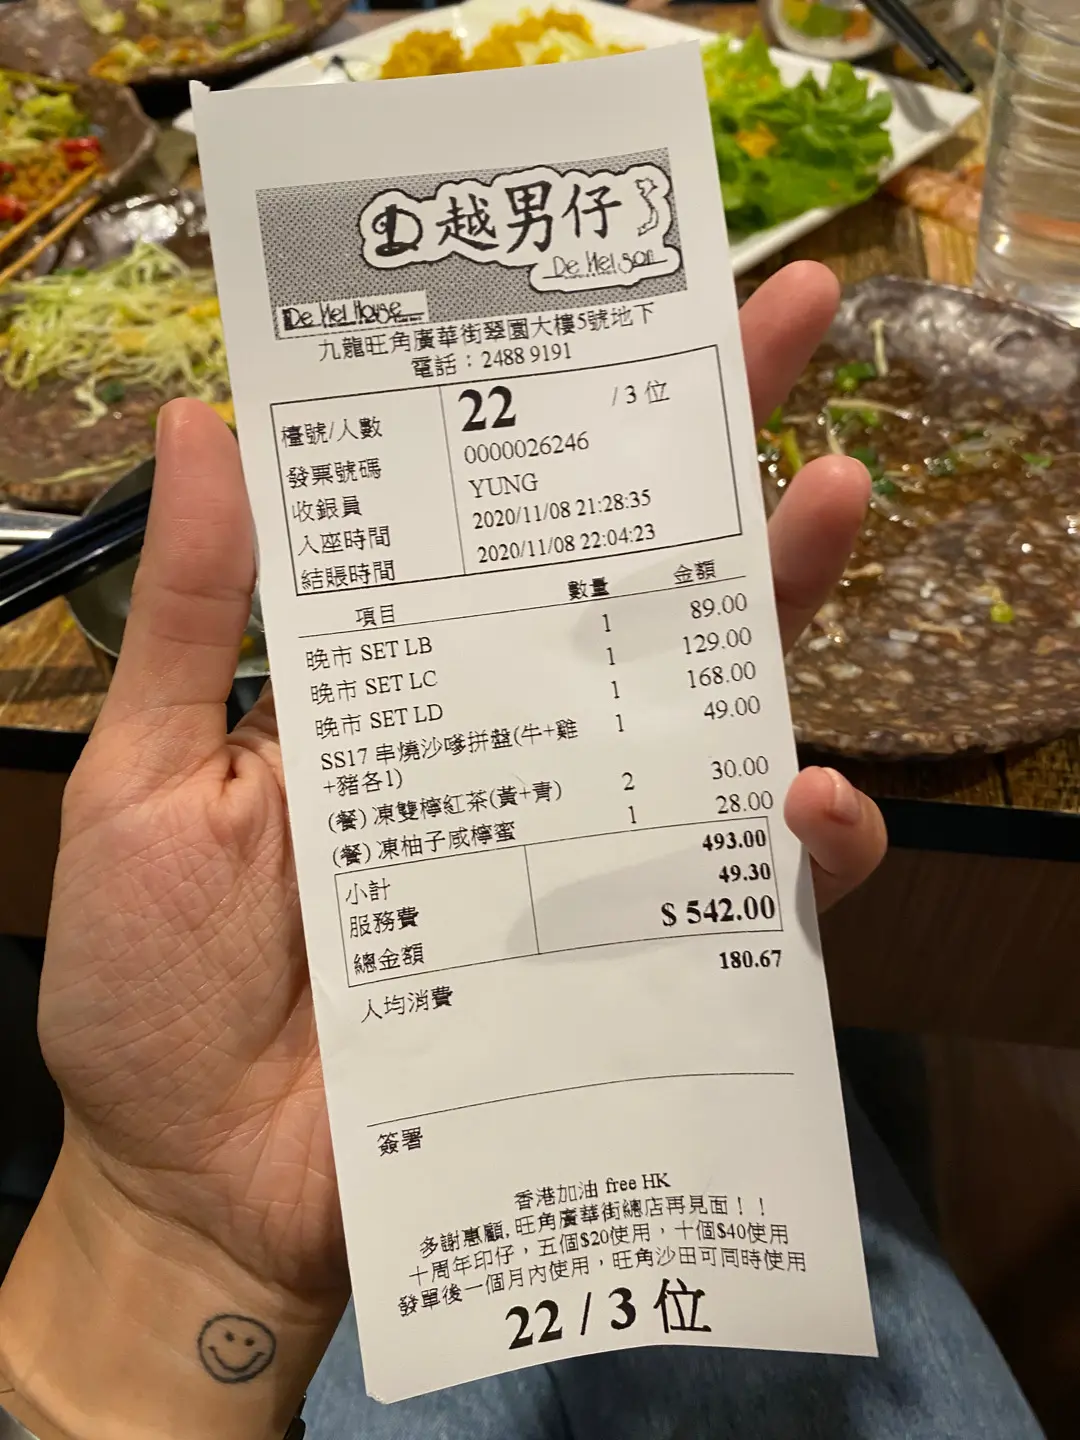 D 越男仔
De Mel Son
De Mel House
九龍旺角廣華街翠園大樓5號地下
電話：2488 9191
檯號/人數 22 / 3 位
發票號碼 0000026246
收銀員 YUNG
入座時間 2020/11/08 21:28:35
結賬時間 2020/11/08 22:04:23
項目 數量 金額
晚市 SET LB 1 89.00
晚市 SET LC 1 129.00
晚市 SET LD 1 168.00
SS17 串燒沙嗲拼盤(牛+雞 1 49.00
+豬各1)
(餐) 凍雙檸紅茶(黃+青) 2 30.00
(餐) 凍柚子咸檸蜜 1 28.00
小計 493.00
服務費 49.30
總金額 $ 542.00
人均消費 180.67
簽署
香港加油 free HK
多謝惠顧, 旺角廣華街總店再見面！！
十周年印仔，五個$20使用，十個$40使用
發單後一個月內使用，旺角沙田可同時使用
22 / 3 位